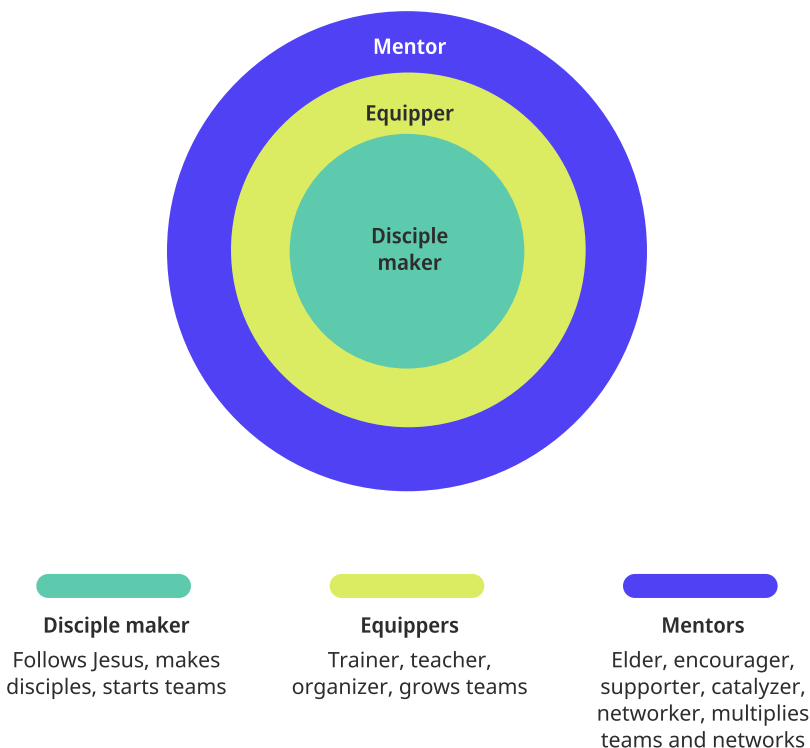 Mentor
Equipper
Disciple
maker
Disciple maker
Follows Jesus, makes
disciples, starts teams
Equippers
Trainer, teacher,
organizer, grows teams
Mentors
Elder, encourager,
supporter, catalyzer,
networker, multiplies
teams and networks